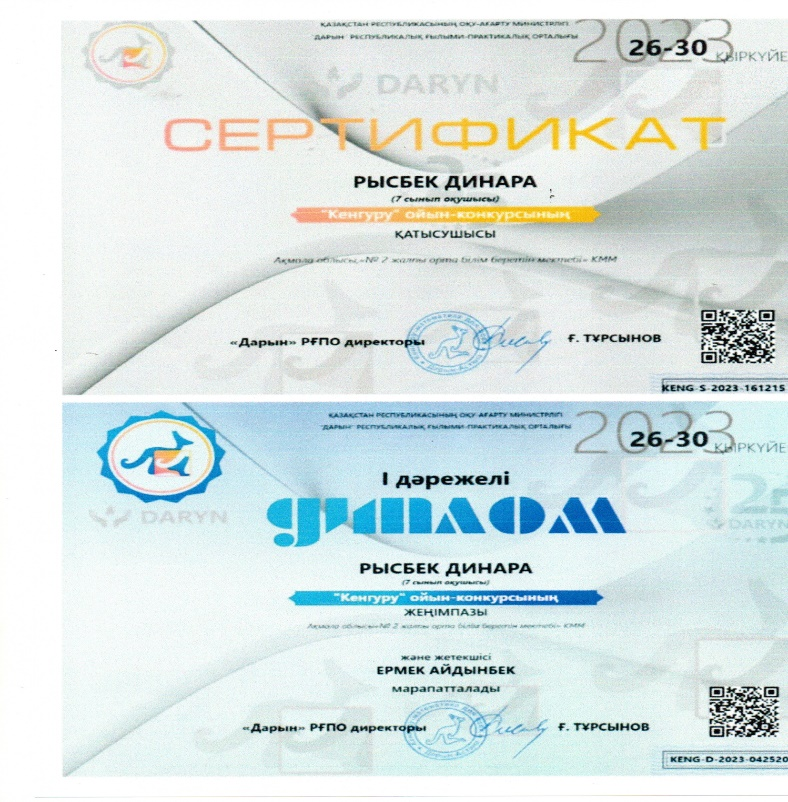 ҚАЗАҚСТАН РЕСПУБЛИКАСЫНЫҢ ОҚУ-АҒАРТУ МИНИСТРЛІГІ
"ДАРЫН" РЕСПУБЛИКАЛЫҚ ҒЫЛЫМИ-ПРАКТИКАЛЫҚ ОРТАЛЫҒЫ
2023
26-30
ҚЫРКҮЙЕ
DARYN
СЕРТИФИКАТ
РЫСБЕК ДИНАРА
(7 сынып оқушысы)
"Кенгуру" ойын-конкурсының
ҚАТЫСУШЫСЫ
Ақмола облысы,«№ 2 жалпы орта білім беретін мектебі» КММ
«Дарын» РҒПО директоры
Ғ. ТҰРСЫНОВ
KENG-S-2023-161215
ҚАЗАҚСТАН РЕСПУБЛИКАСЫНЫҢ ОҚУ-АҒАРТУ МИНИСТРЛІГІ
"ДАРЫН" РЕСПУБЛИКАЛЫҚ ҒЫЛЫМИ-ПРАКТИКАЛЫҚ ОРТАЛЫҒЫ
2023
26-30
ҚЫРКҮЙЕ
І дәрежелі
ДИПЛОМ
DARYN
25
DARYN
РЫСБЕК ДИНАРА
(7 сынып оқушысы)
"Кенгуру" ойын-конкурсының
ЖЕҢІМПАЗЫ
Ақмола облысы«№ 2 жалпы орта білім беретін мектебі» КММ
және жетекшісі
ЕРМЕК АЙДЫНБЕК
марапатталады
«Дарын» РҒПО директоры
Ғ. ТҰРСЫНОВ
KENG-D-2023-042520